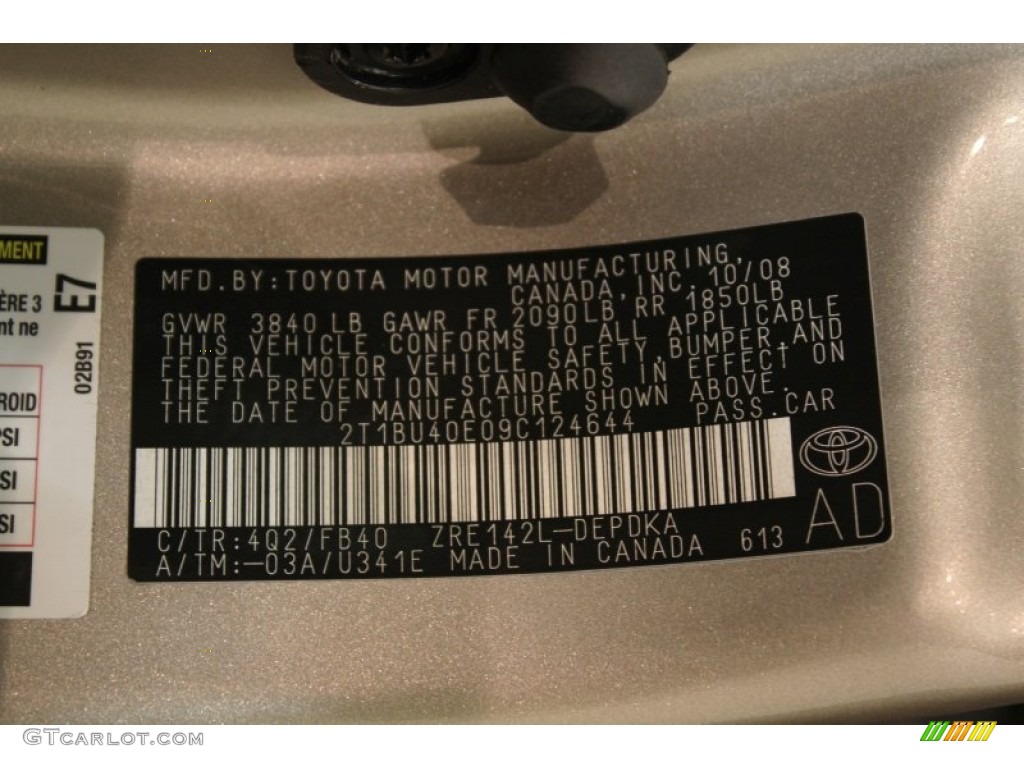 MENT
ÈRE 3
nt ne
E7
02B91
ROID
PSI
SI
SI
MFD.BY:TOYOTA MOTOR MANUFACTURING,
CANADA,INC.10/08
GVWR 3840 LB GAWR FR 2090LB RR 1850LB
THIS VEHICLE CONFORMS TO ALL APPLICABLE
FEDERAL MOTOR VEHICLE SAFETY,BUMPER,AND
THEFT PREVENTION STANDARDS IN EFFECT ON
THE DATE OF MANUFACTURE SHOWN ABOVE.
2T1BU40E09C124644 PASS.CAR
C/TR:4Q2/FB40 ZRE142L-DEPDKA
A/TM:-03A/U341E MADE IN CANADA 613
AD
GTCarLot.com